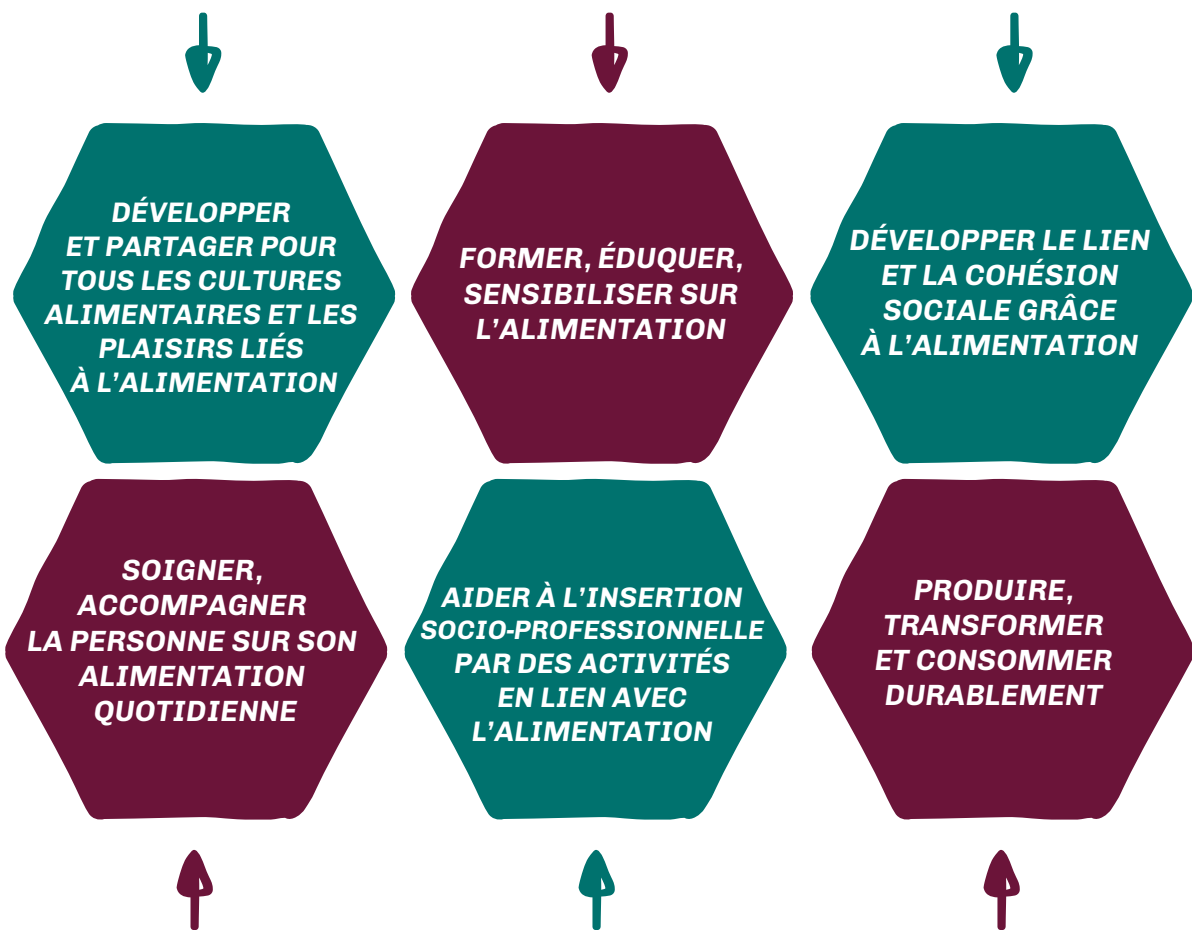 DÉVELOPPER
ET PARTAGER POUR
TOUS LES CULTURES
ALIMENTAIRES ET LES
PLAISIRS LIÉS
À L’ALIMENTATION
FORMER, ÉDUQUER,
SENSIBILISER SUR
L’ALIMENTATION
DÉVELOPPER LE LIEN
ET LA COHÉSION
SOCIALE GRÂCE
À L’ALIMENTATION
SOIGNER,
ACCOMPAGNER
LA PERSONNE SUR SON
ALIMENTATION
QUOTIDIENNE
AIDER À L’INSERTION
SOCIO-PROFESSIONNELLE
PAR DES ACTIVITÉS
EN LIEN AVEC
L’ALIMENTATION
PRODUIRE,
TRANSFORMER
ET CONSOMMER
DURABLEMENT